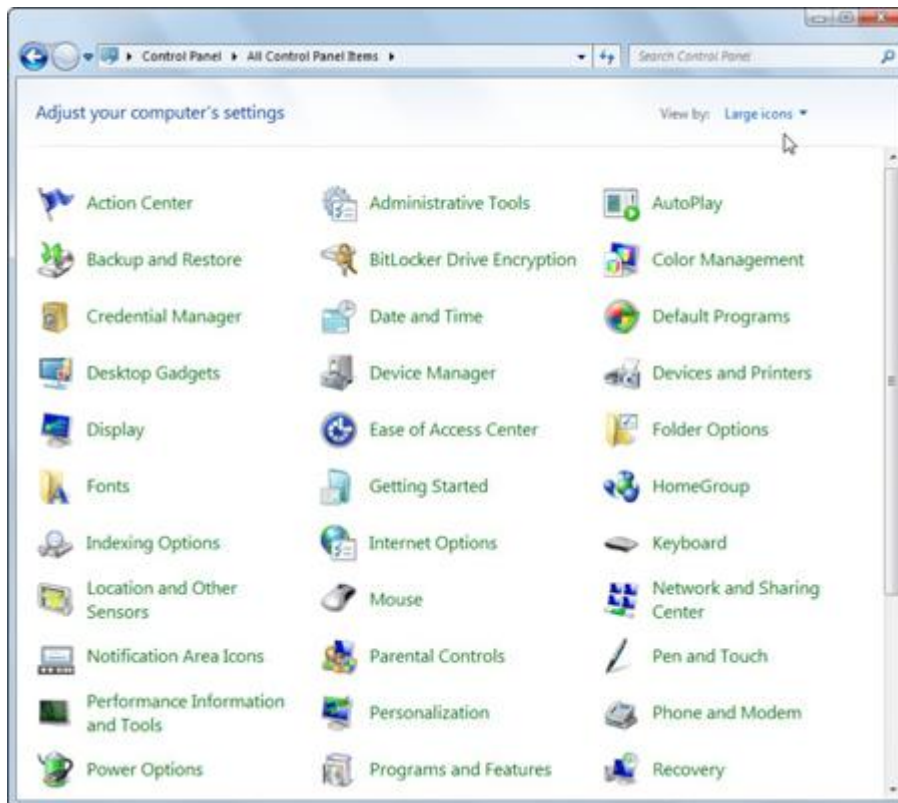 Control Panel All Control Panel Items Search Control Panel
Adjust your computer's settings View by: Large icons
Action Center Administrative Tools AutoPlay
Backup and Restore BitLocker Drive Encryption Color Management
Credential Manager Date and Time Default Programs
Desktop Gadgets Device Manager Devices and Printers
Display Ease of Access Center Folder Options
Fonts Getting Started HomeGroup
Indexing Options Internet Options Keyboard
Location and Other Sensors Mouse Network and Sharing Center
Notification Area Icons Parental Controls Pen and Touch
Performance Information and Tools Personalization Phone and Modem
Power Options Programs and Features Recovery